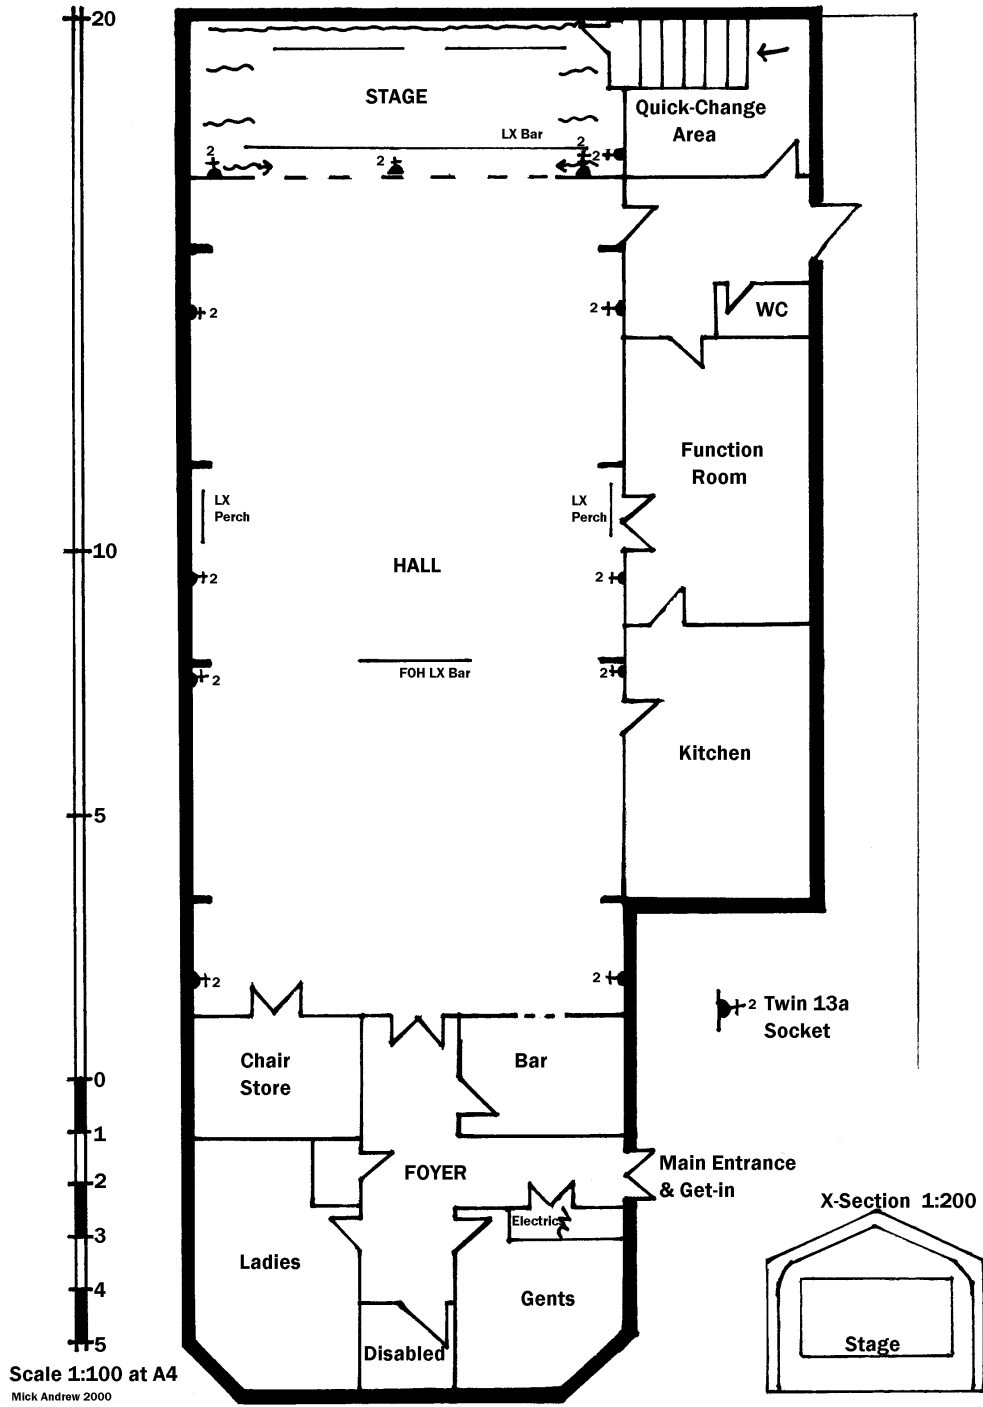 20
STAGE
Quick-Change
Area
LX Bar
2
2
2
2
2
2
WC
Function
Room
LX
Perch
LX
Perch
10
HALL
2
2
FOH LX Bar
2
2
Kitchen
5
2
2
2 Twin 13a
Socket
Chair
Store
Bar
0
1
2
3
4
5
FOYER
Main Entrance
& Get-in
Electrics
Ladies
Gents
Disabled
X-Section 1:200
Stage
Scale 1:100 at A4
Mick Andrew 2000